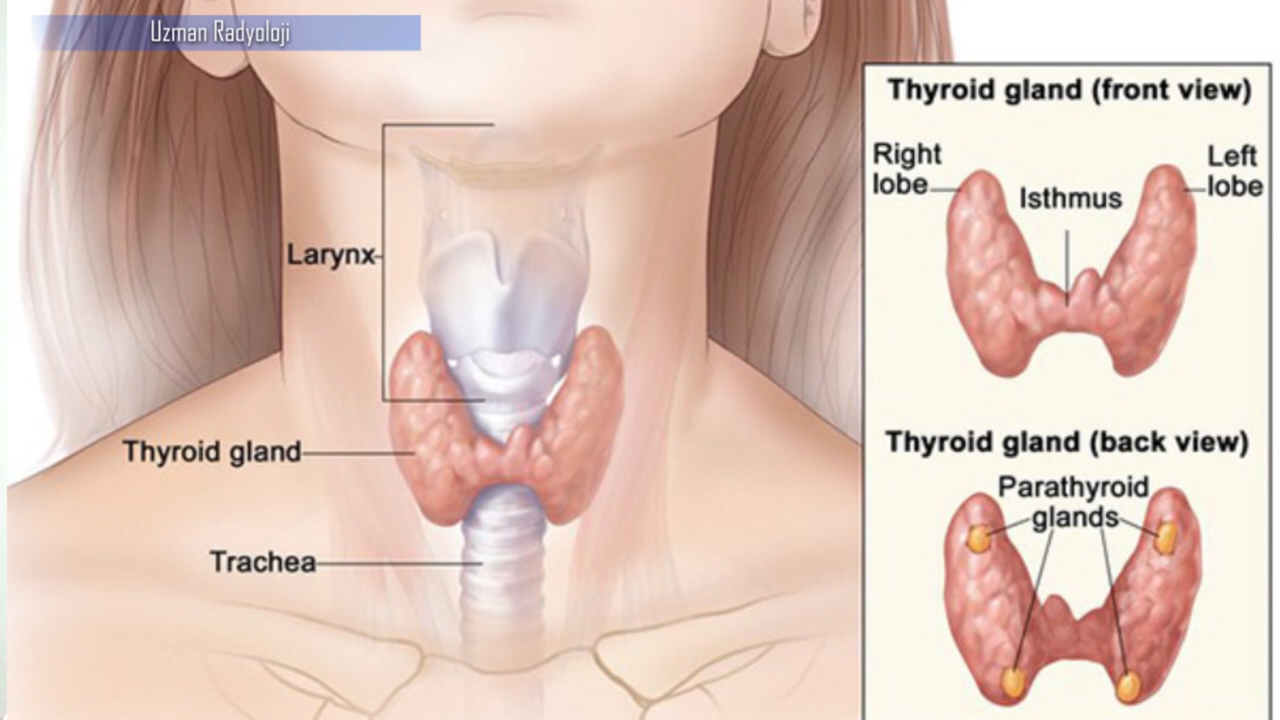 Uzman Radyoloji
Larynx
Thyroid gland
Trachea
Thyroid gland (front view)
Right
lobe
Isthmus
Left
lobe
Thyroid gland (back view)
Parathyroid
glands